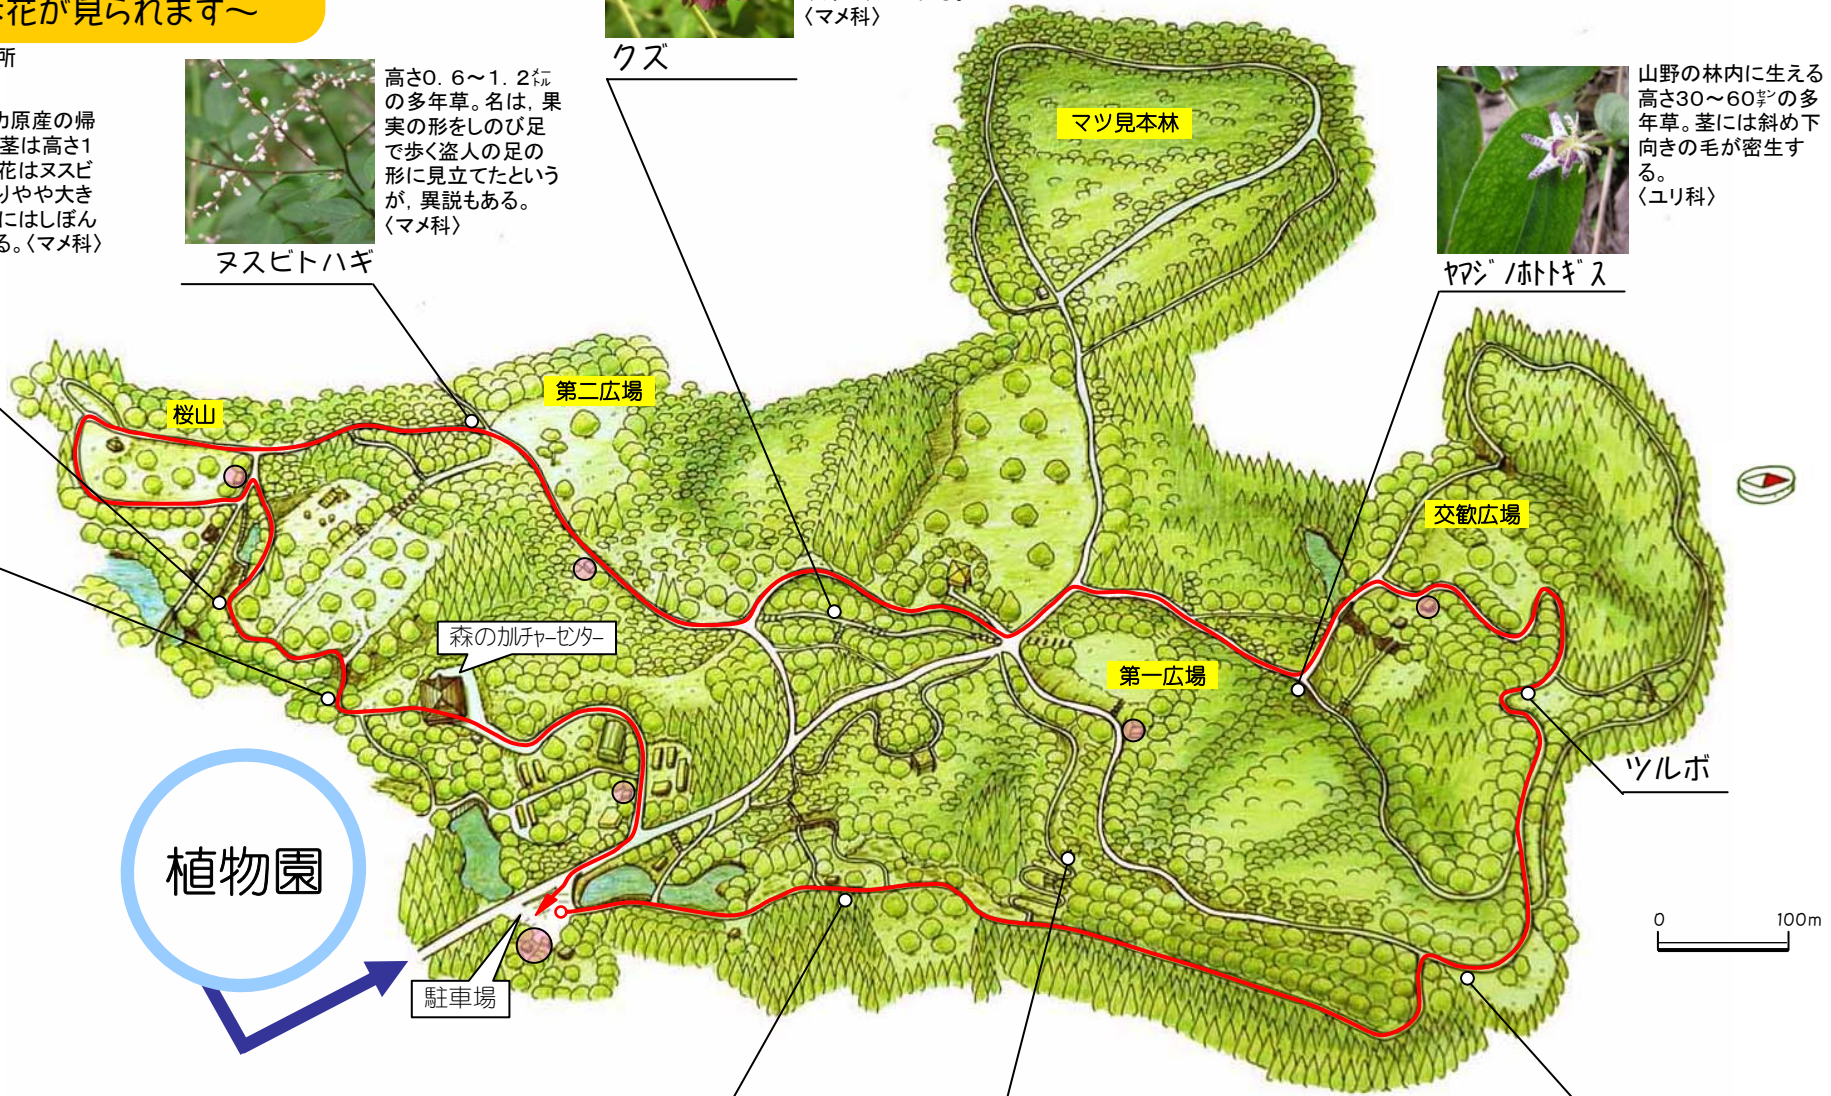 な花が見られます～
所
カ原産の帰
茎は高さ1
花はヌスビ
りやや大き
にはしぼん
る。〈マメ科〉
高さ0．6～1．2㍍
の多年草。名は，果
実の形をしのび足
で歩く盗人の足の
形に見立てたという
が，異説もある。
〈マメ科〉
ヌスビトハギ
〈マメ科〉
クズ
山野の林内に生える
高さ30～60㌢の多
年草。茎には斜め下
向きの毛が密生す
る。
〈ユリ科〉
ヤマジノホトトギス
マツ見本林
第二広場
桜山
交歓広場
森のカルチャーセンター
第一広場
ツルボ
植物園
駐車場
0 100m